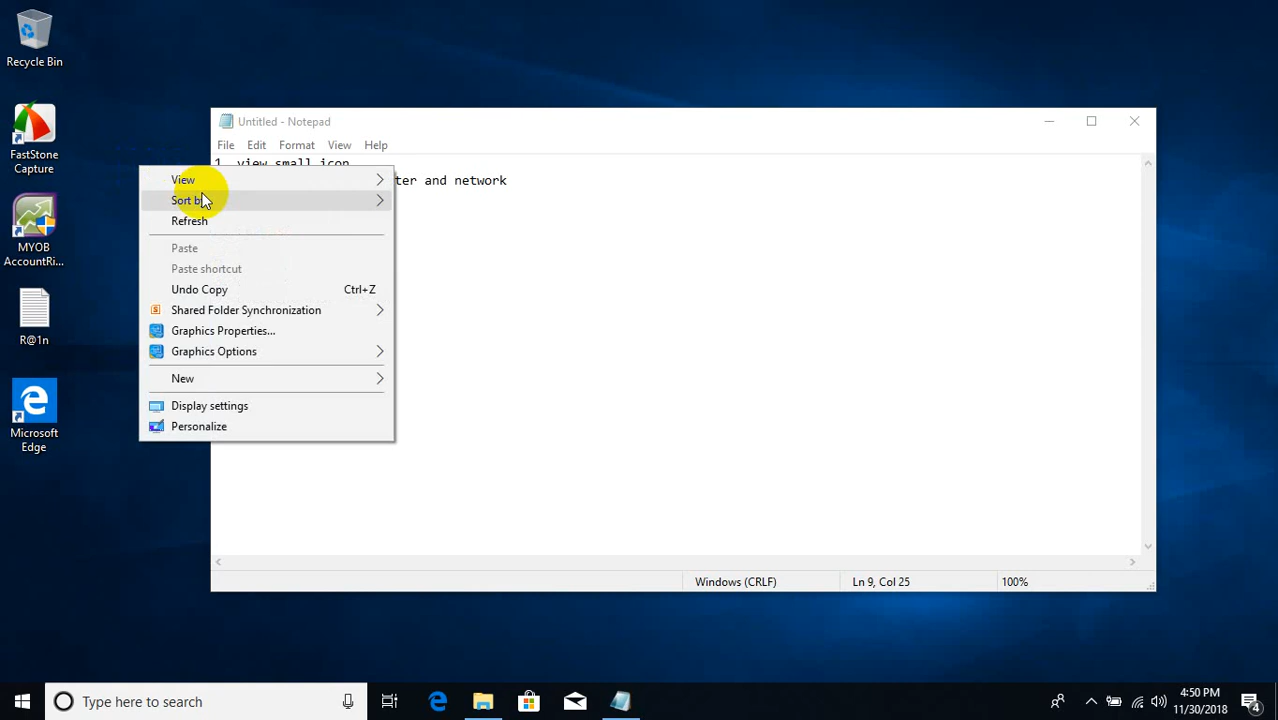 Recycle Bin
FastStone
Capture
MYOB
AccountRi...
R@1n
Microsoft
Edge
Untitled - Notepad
File Edit Format View Help
1. view small icon
ter and network
View
Sort by
Refresh
Paste
Paste shortcut
Undo Copy Ctrl+Z
Shared Folder Synchronization
Graphics Properties...
Graphics Options
New
Display settings
Personalize
Windows (CRLF) Ln 9, Col 25 100%
Type here to search
4:50 PM
11/30/2018
4